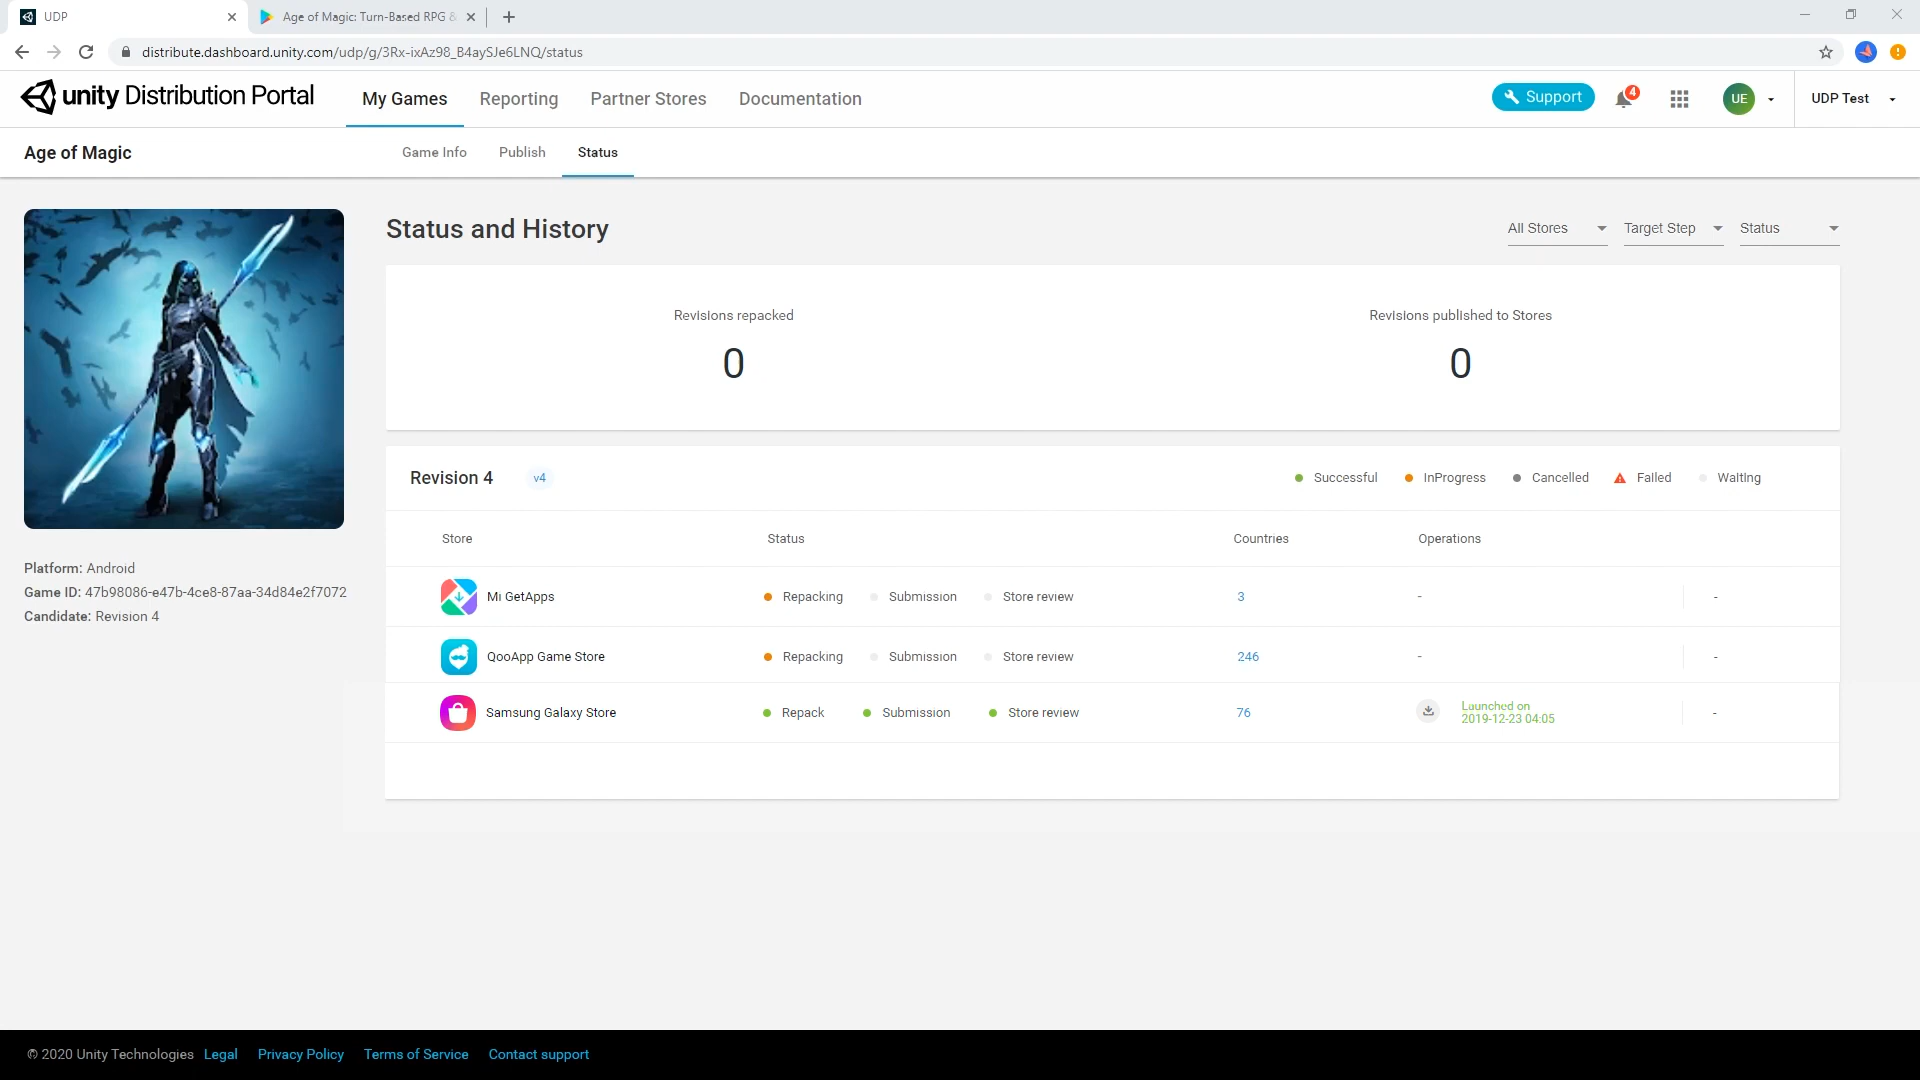 UDP
Age of Magic: Turn-Based RPG &
distribute.dashboard.unity.com/udp/g/3Rx-ixAz98_B4aySJe6LNQ/status
unity Distribution Portal
My Games
Reporting
Partner Stores
Documentation
Support
4
UE
UDP Test
Age of Magic
Game Info
Publish
Status
Status and History
All Stores
Target Step
Status
Revisions repacked
0
Revisions published to Stores
0
Revision 4
v4
Successful
InProgress
Cancelled
Failed
Waiting
Store
Status
Countries
Operations
Mi GetApps
Repacking
Submission
Store review
3
-
-
QooApp Game Store
Repacking
Submission
Store review
246
-
-
Samsung Galaxy Store
Repack
Submission
Store review
76
Launched on
2019-12-23 04:05
-
Platform: Android
Game ID: 47b98086-e47b-4ce8-87aa-34d84e2f7072
Candidate: Revision 4
© 2020 Unity Technologies
Legal
Privacy Policy
Terms of Service
Contact support